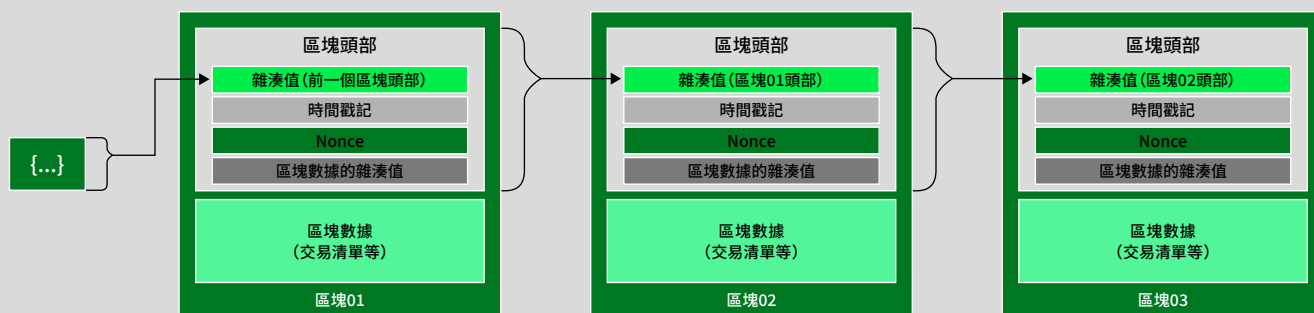 {...}
區塊頭部
雜湊值（前一個區塊頭部）
時間戳記
Nonce
區塊數據的雜湊值
區塊數據
（交易清單等）
區塊01
區塊頭部
雜湊值（區塊01頭部）
時間戳記
Nonce
區塊數據的雜湊值
區塊數據
（交易清單等）
區塊02
區塊頭部
雜湊值（區塊02頭部）
時間戳記
Nonce
區塊數據的雜湊值
區塊數據
（交易清單等）
區塊03